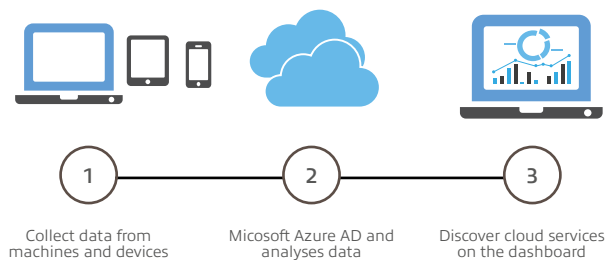 1
2
3
Collect data from
machines and devices
Micosoft Azure AD and
analyses data
Discover cloud services
on the dashboard